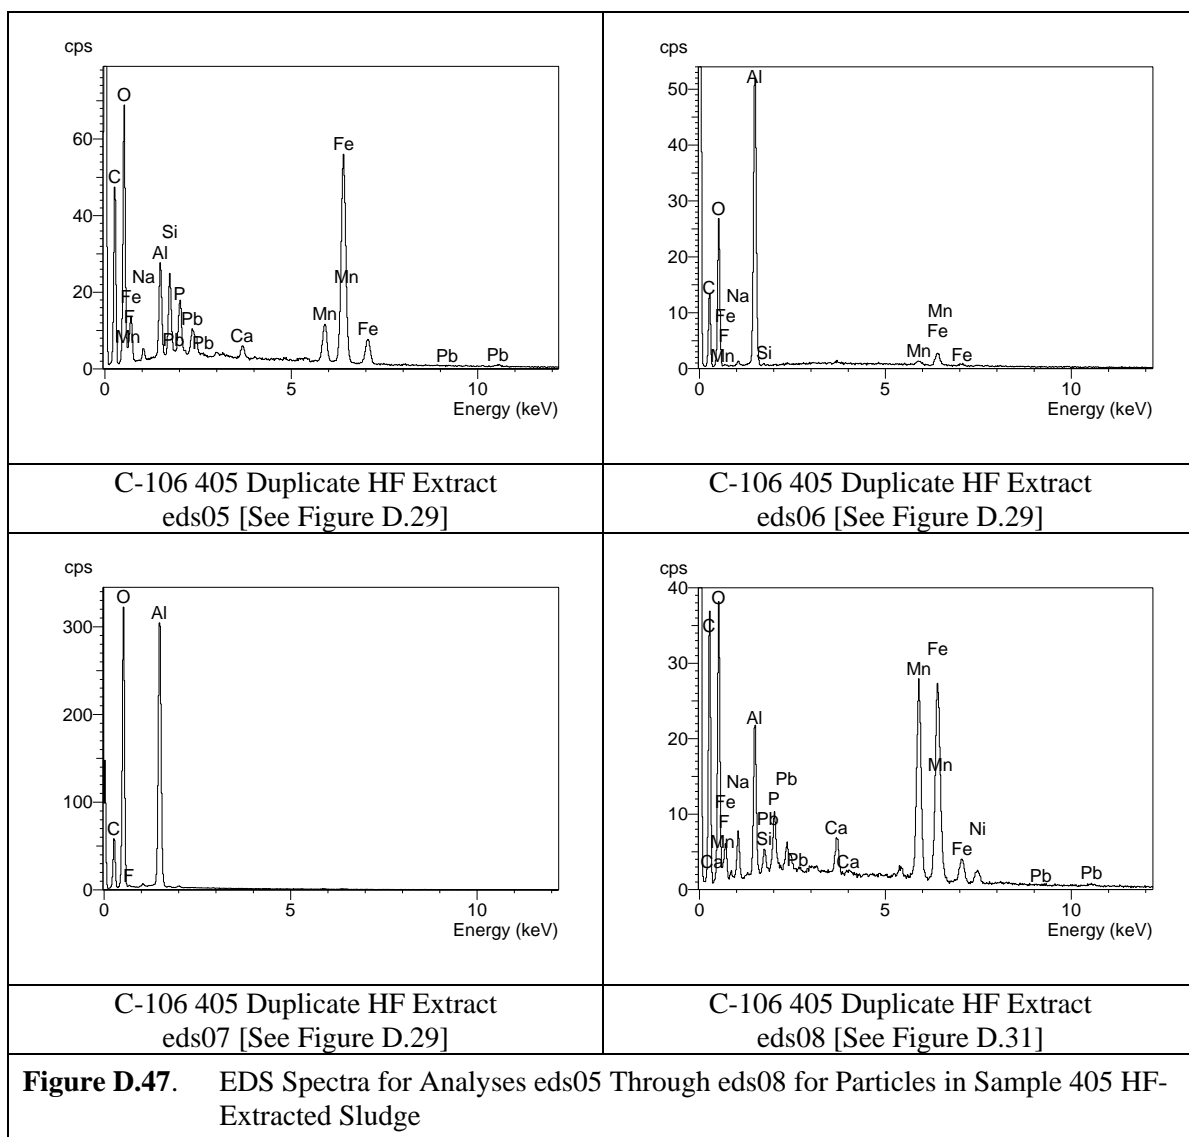 cps
O
C
Fe
Si
Al
Na
Fe
F
Mn
P
Pb
Pb
Pb
Ca
Mn
Mn
Fe
Pb
Pb
60
40
20
0
0
5
10
Energy (keV)
C-106 405 Duplicate HF Extract
eds05 [See Figure D.29]
cps
Al
O
C
Na
Fe
F
Mn
Si
Mn
Fe
Mn
Fe
50
40
30
20
10
0
0
5
10
Energy (keV)
C-106 405 Duplicate HF Extract
eds06 [See Figure D.29]
cps
O
Al
C
F
300
200
100
0
0
5
10
Energy (keV)
C-106 405 Duplicate HF Extract
eds07 [See Figure D.29]
cps
O
C
Fe
Mn
Al
Na
Pb
Fe
P
F
Pb
Mn
Si
Ca
Pb
Ca
Ca
Mn
Ni
Fe
Pb
Pb
40
30
20
10
0
0
5
10
Energy (keV)
C-106 405 Duplicate HF Extract
eds08 [See Figure D.31]
Figure D.47. EDS Spectra for Analyses eds05 Through eds08 for Particles in Sample 405 HF-
Extracted Sludge